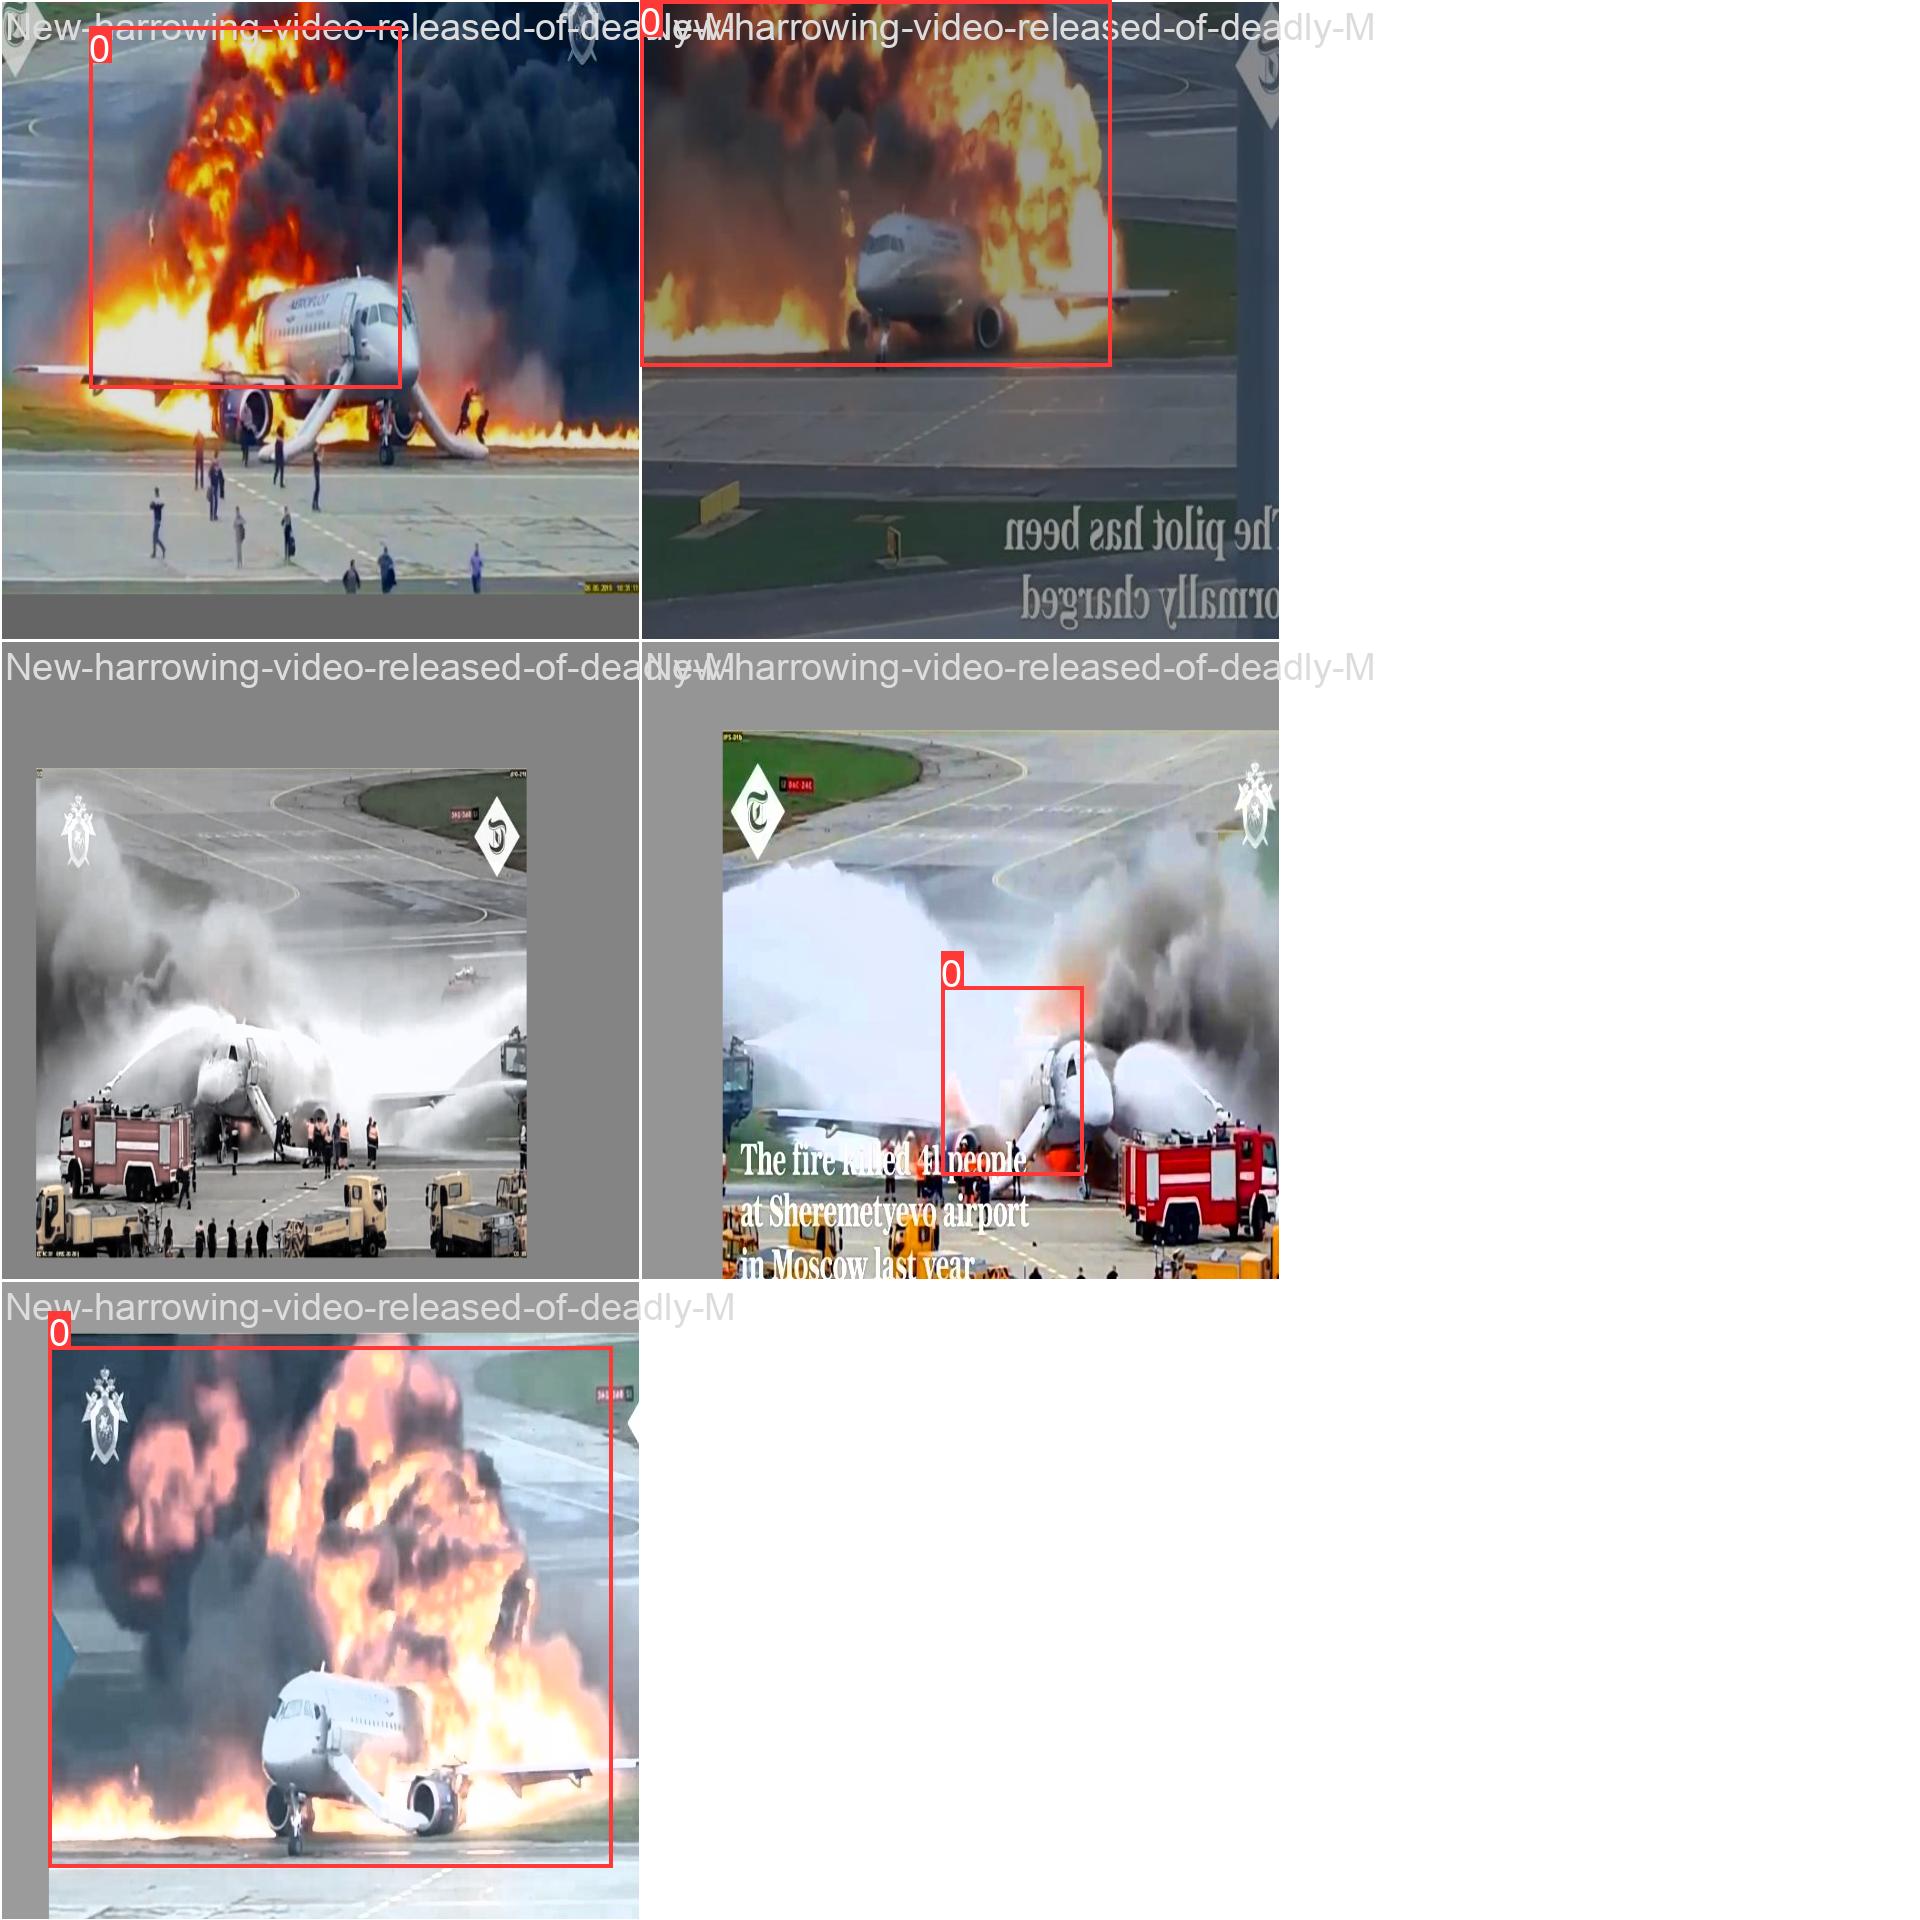 New-harrowing-video-released-of-deadly-M
New-harrowing-video-released-of-deadly-M
0
0
AEROFLOT
The pilot has been
ormally charged
New-harrowing-video-released-of-deadly-M
New-harrowing-video-released-of-deadly-M
0
The fire killed 41 people
at Sheremetyevo airport
in Moscow last year
New-harrowing-video-released-of-deadly-M
0